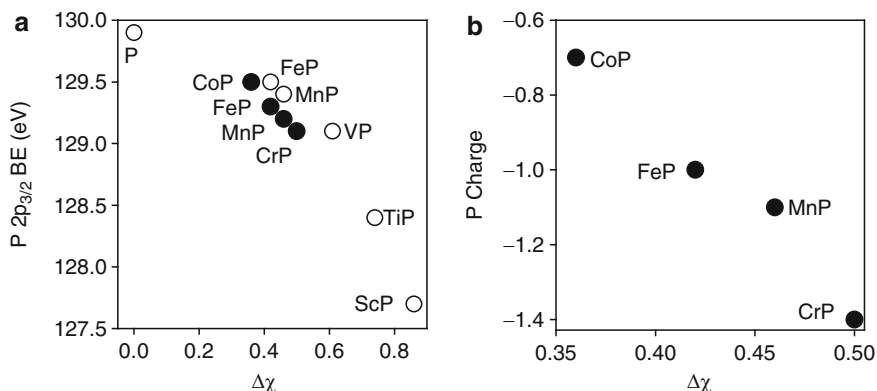 a
130.0
129.5
129.0
128.5
128.0
127.5
P 2p3/2 BE (eV)
P
CoP
FeP
MnP
FeP
MnP
CrP
VP
TiP
ScP
0.0 0.2 0.4 0.6 0.8
Δχ
b
−0.6
−0.8
−1.0
−1.2
−1.4
P Charge
CoP
FeP
MnP
CrP
0.35 0.40 0.45 0.50
Δχ